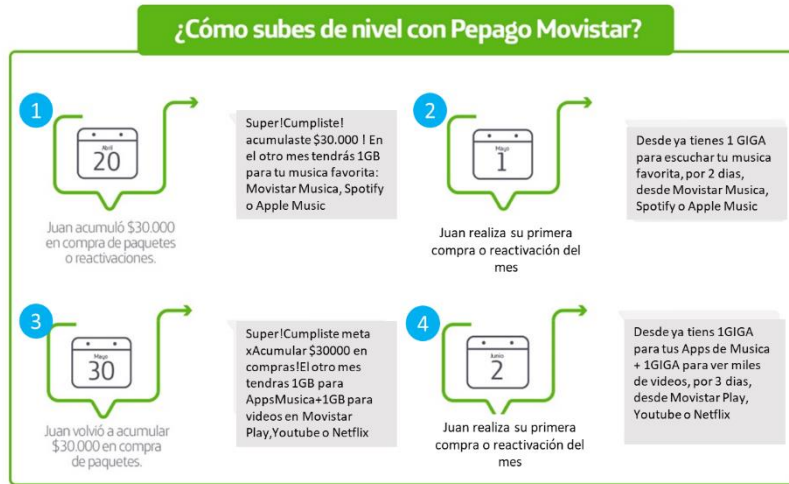 ¿Cómo subes de nivel con Pepago Movistar?
1
Abril
20
Juan acumuló $30.000
en compra de paquetes
o reactivaciones.
Super!Cumpliste!
acumulaste $30.000 ! En
el otro mes tendrás 1GB
para tu musica favorita:
Movistar Musica, Spotify
o Apple Music
2
Mayo
1
Juan realiza su primera
compra o reactivación del
mes
Desde ya tienes 1 GIGA
para escuchar tu musica
favorita, por 2 dias,
desde Movistar Musica,
Spotify o Apple Music
3
Mayo
30
Juan volvió a acumular
$30.000 en compra
de paquetes.
Super!Cumpliste meta
xAcumular $30000 en
compras!El otro mes
tendras 1GB para
AppsMusica+1GB para
videos en Movistar
Play,Youtube o Netflix
4
Junio
2
Juan realiza su primera
compra o reactivación del
mes
Desde ya tiens 1GIGA
para tus Apps de Musica
+ 1GIGA para ver miles
de videos, por 3 dias,
desde Movistar Play,
Youtube o Netflix